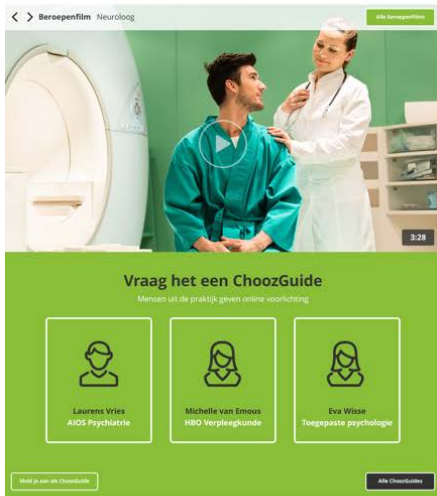 Beroepenfilm Neuroloog
Alle beroepenfilms
3:28
Vraag het een ChoozGuide
Mensen uit de praktijk geven online voorlichting
Laurens Vries
AIOS Psychiatrie
Michelle van Emous
HBO Verpleegkunde
Eva Wisse
Toegepaste psychologie
Meld je aan als ChoozGuide
Alle ChoozGuides